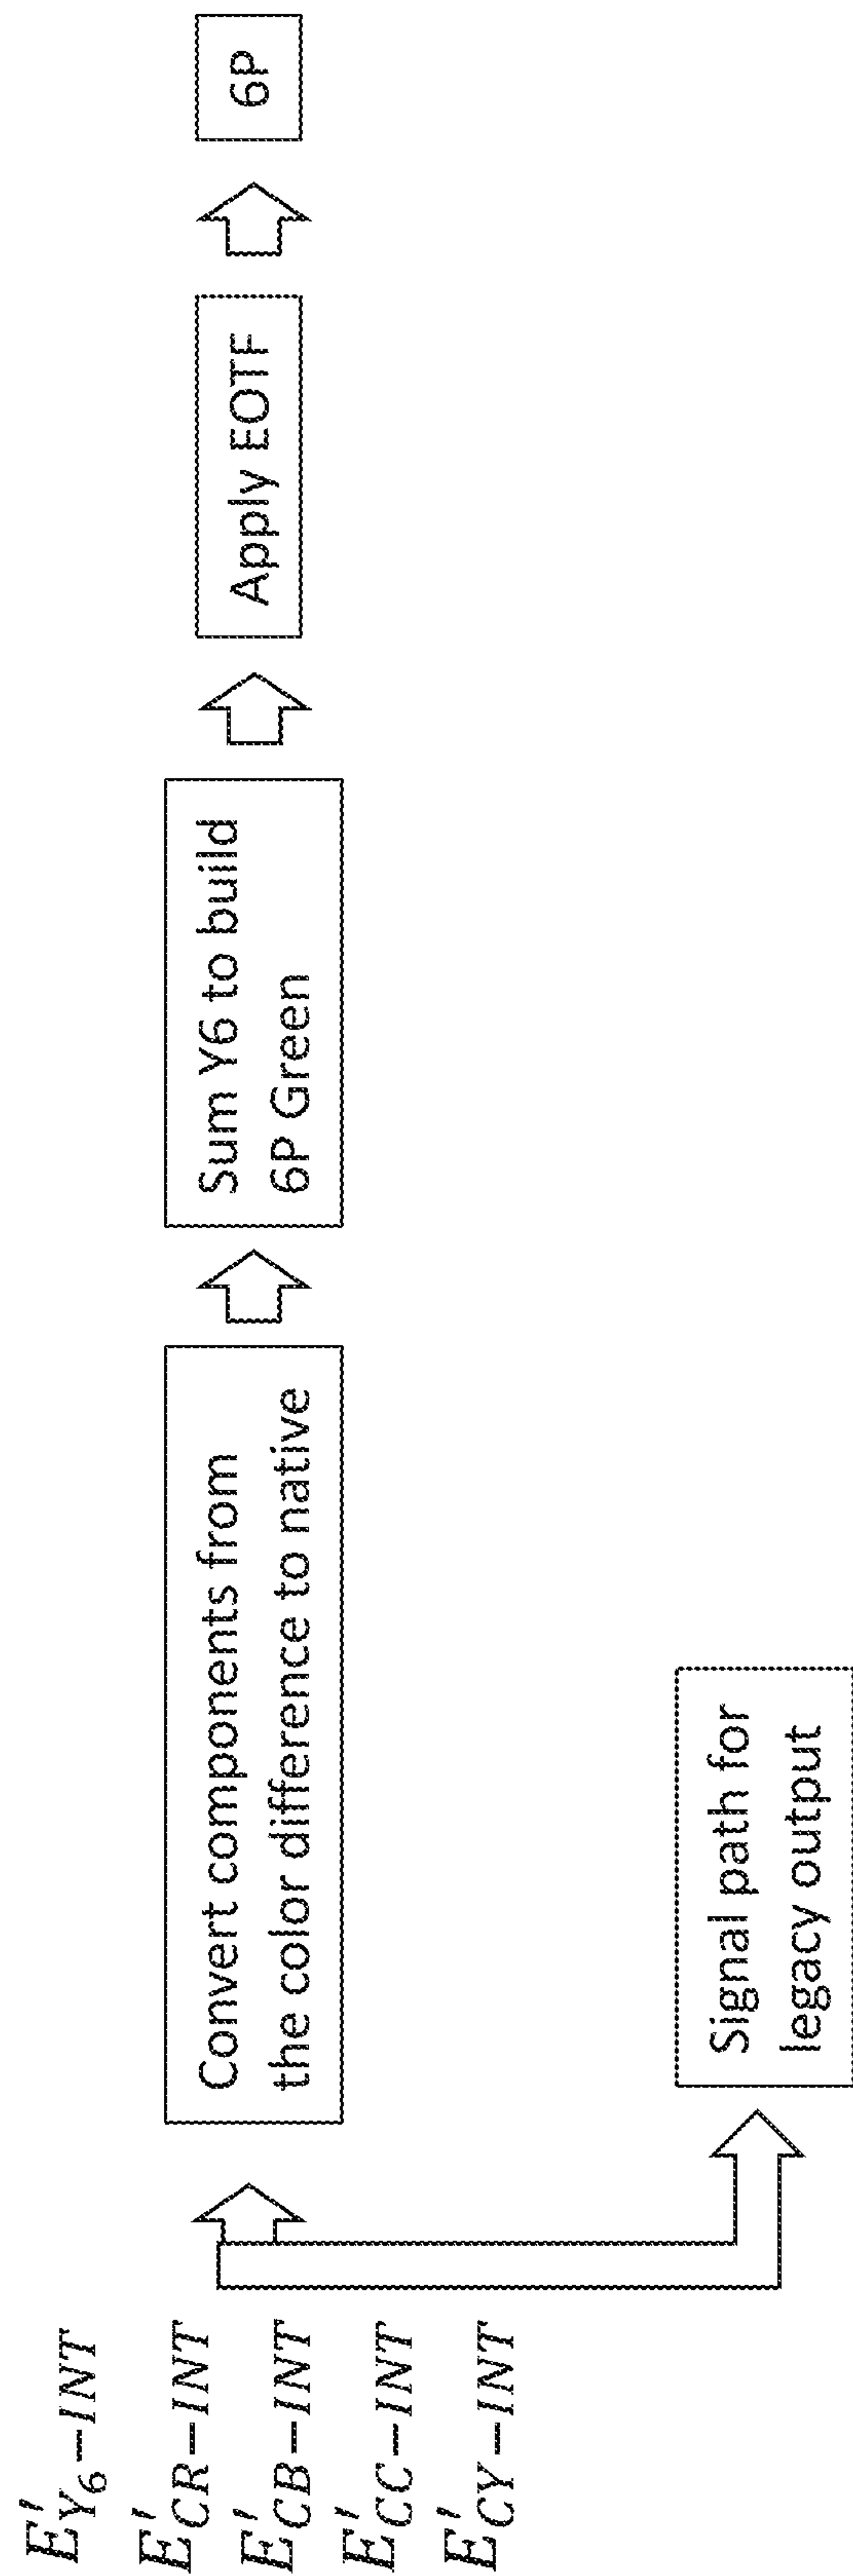 E'_{Y_6-INT}
E'_{CR-INT}
E'_{CB-INT}
E'_{CC-INT}
E'_{CY-INT}
Convert components from
the color difference to native
Sum Y6 to build
6P Green
Apply EOTF
6P
Signal path for
legacy output